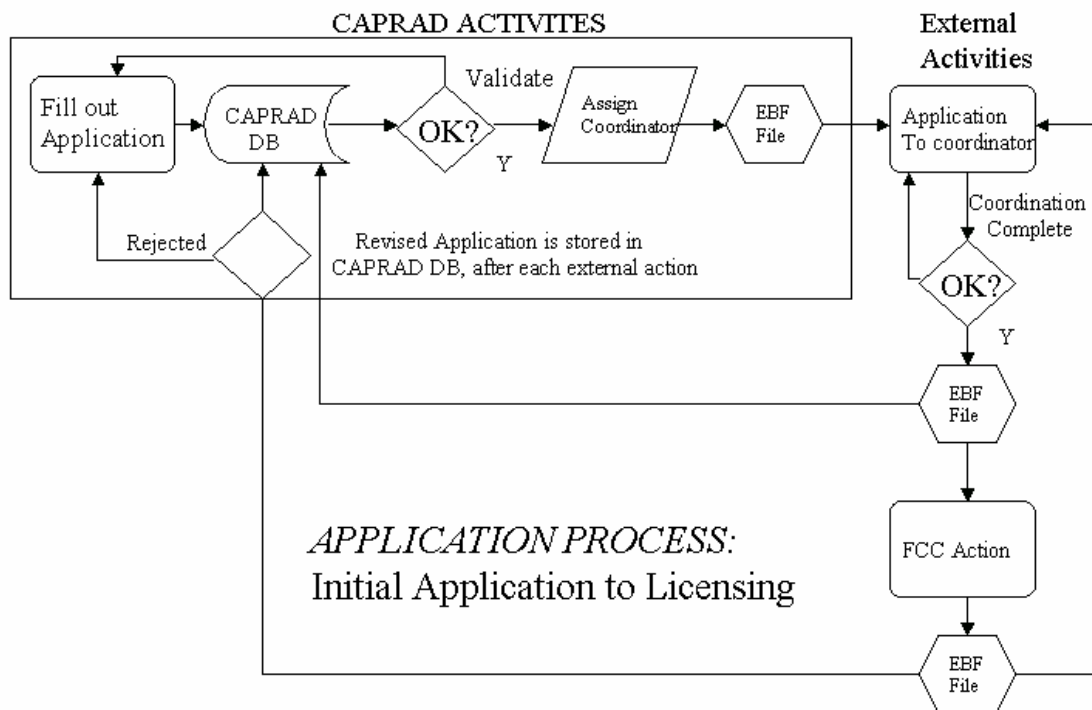 CAPRAD ACTIVITES
External
Activities
Fill out
Application
CAPRAD
DB
OK?
Validate
Y
Assign
Coordinator
EBF
File
Application
To coordinator
Coordination
Complete
OK?
Y
Rejected
Revised Application is stored in
CAPRAD DB, after each external action
EBF
File
FCC Action
EBF
File
APPLICATION PROCESS:
Initial Application to Licensing